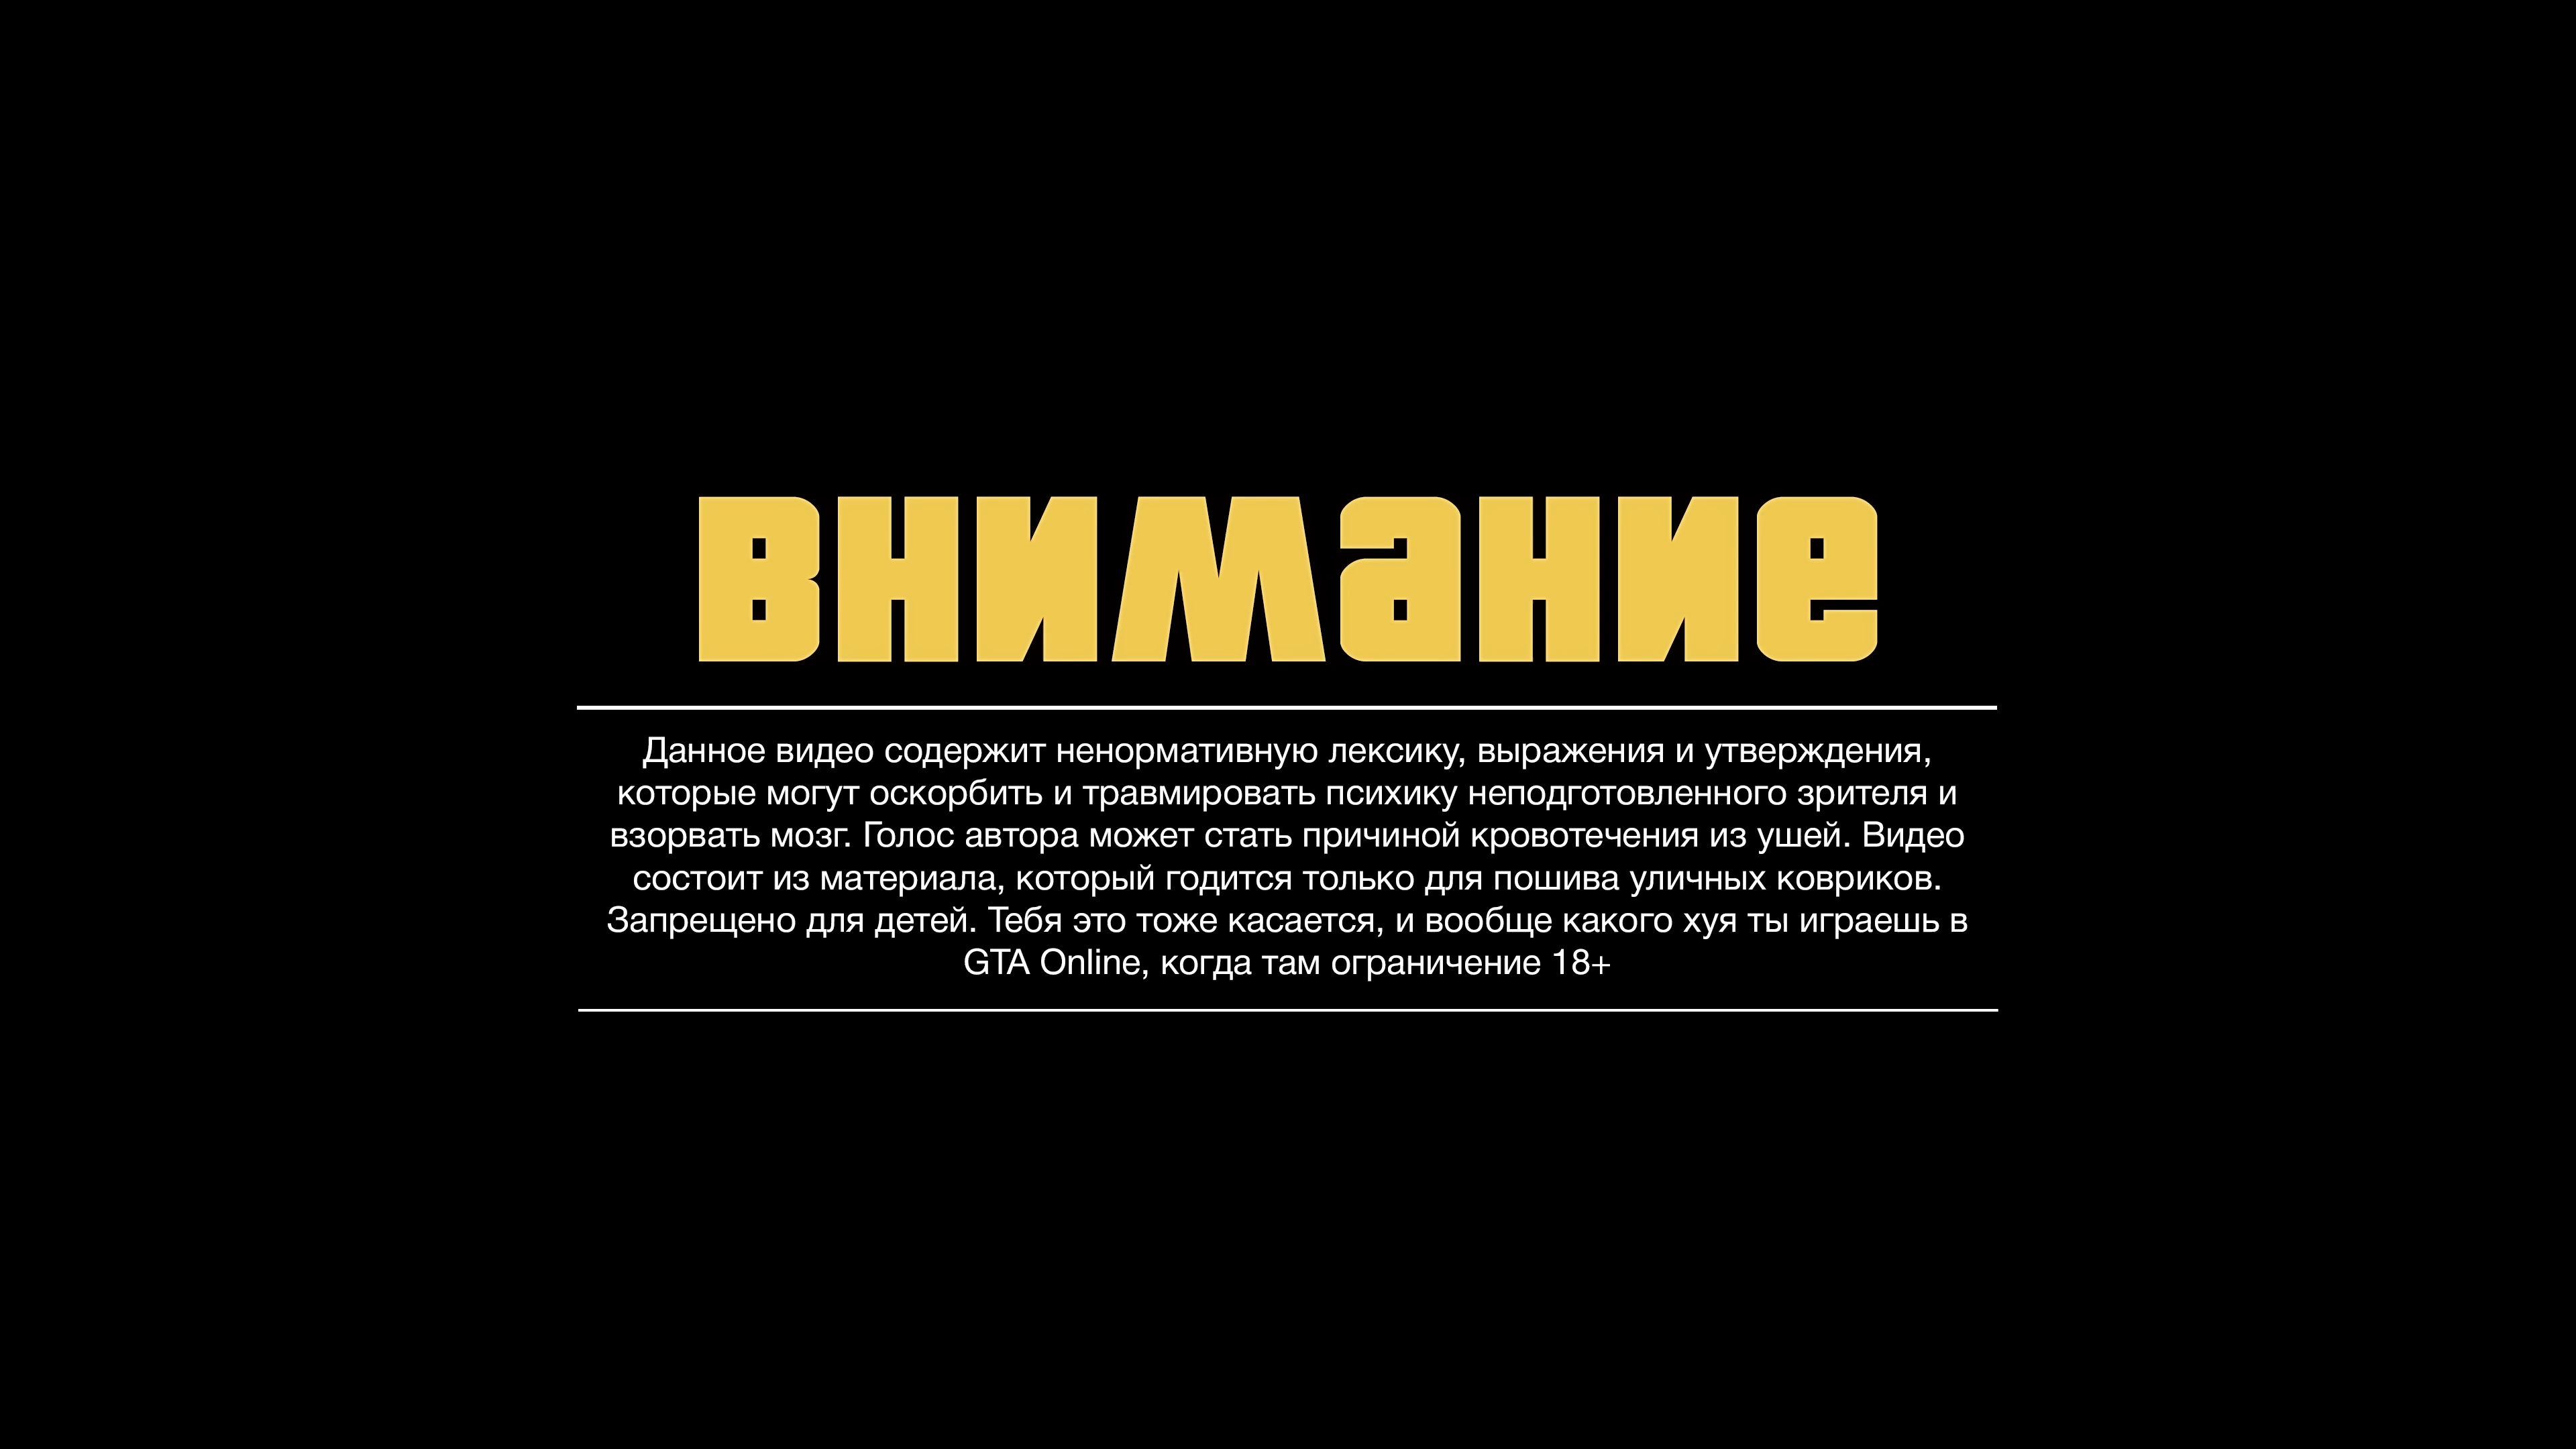 внимание
Данное видео содержит ненормативную лексику, выражения и утверждения,
которые могут оскорбить и травмировать психику неподготовленного зрителя и
взорвать мозг. Голос автора может стать причиной кровотечения из ушей. Видео
состоит из материала, который годится только для пошива уличных ковриков.
Запрещено для детей. Тебя это тоже касается, и вообще какого хуя ты играешь в
GTA Online, когда там ограничение 18+